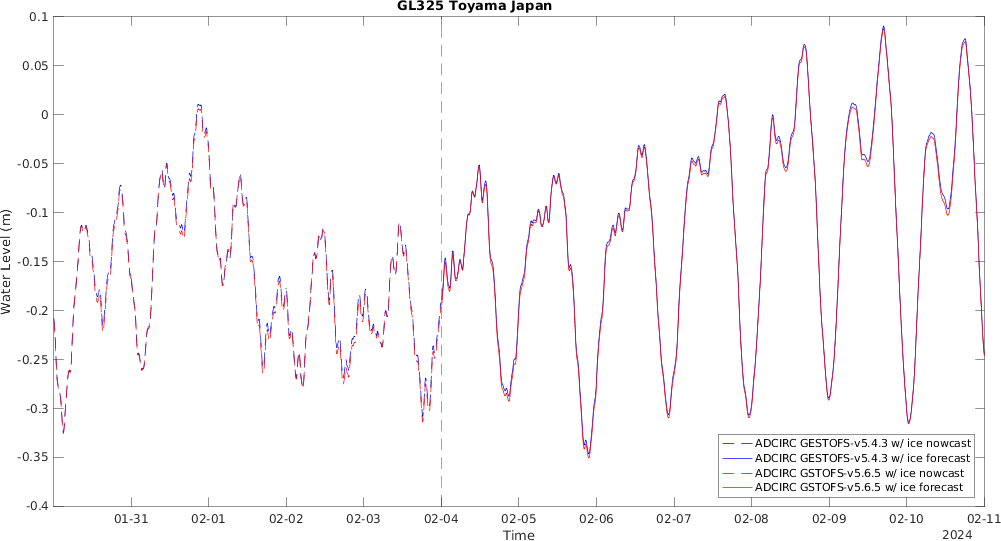 GL325 Toyama Japan
0.1
0.05
0
-0.05
-0.1
-0.15
-0.2
-0.25
-0.3
-0.35
-0.4
Water Level (m)
ADCIRC GESTOFS-v5.4.3 w/ ice nowcast
ADCIRC GESTOFS-v5.4.3 w/ ice forecast
ADCIRC GSTOFS-v5.6.5 w/ ice nowcast
ADCIRC GSTOFS-v5.6.5 w/ ice forecast
01-31 02-01 02-02 02-03 02-04 02-05 02-06 02-07 02-08 02-09 02-10 02-11
Time
2024